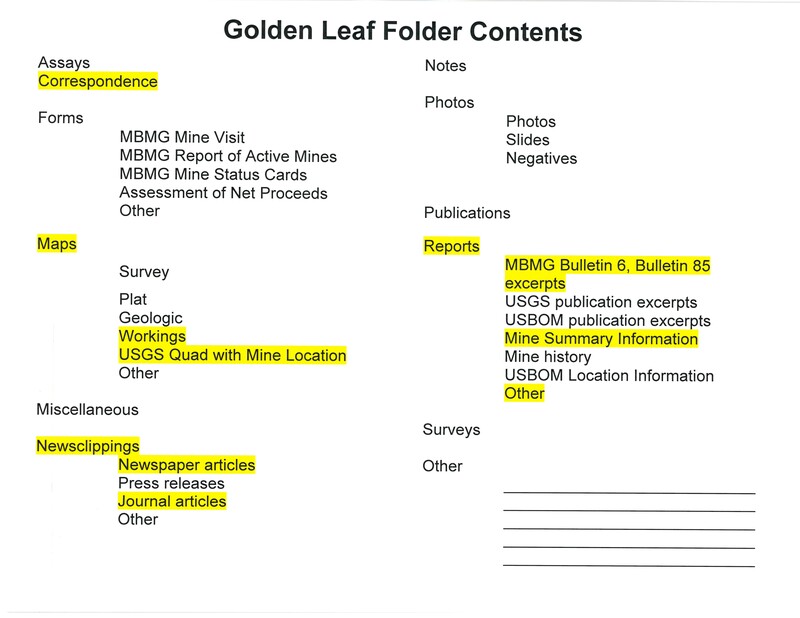 Golden Leaf Folder Contents
Assays
Correspondence
Forms
MBMG Mine Visit
MBMG Report of Active Mines
MBMG Mine Status Cards
Assessment of Net Proceeds
Other
Maps
Survey
Plat
Geologic
Workings
USGS Quad with Mine Location
Other
Miscellaneous
Newsclippings
Newspaper articles
Press releases
Journal articles
Other
Notes
Photos
Photos
Slides
Negatives
Publications
Reports
MBMG Bulletin 6, Bulletin 85
excerpts
USGS publication excerpts
USBOM publication excerpts
Mine Summary Information
Mine history
USBOM Location Information
Other
Surveys
Other